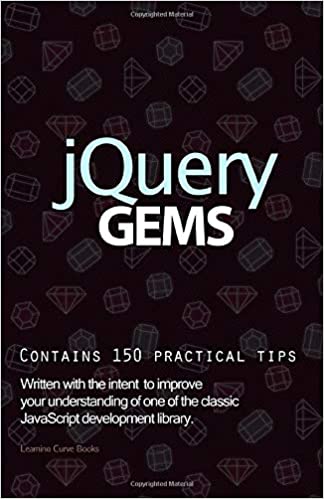 jQuery
GEMS
CONTAINS 150 PRACTICAL TIPS
Written with the intent to improve
your understanding of one of the classic
JavaScript development library.
Learning Curve Books